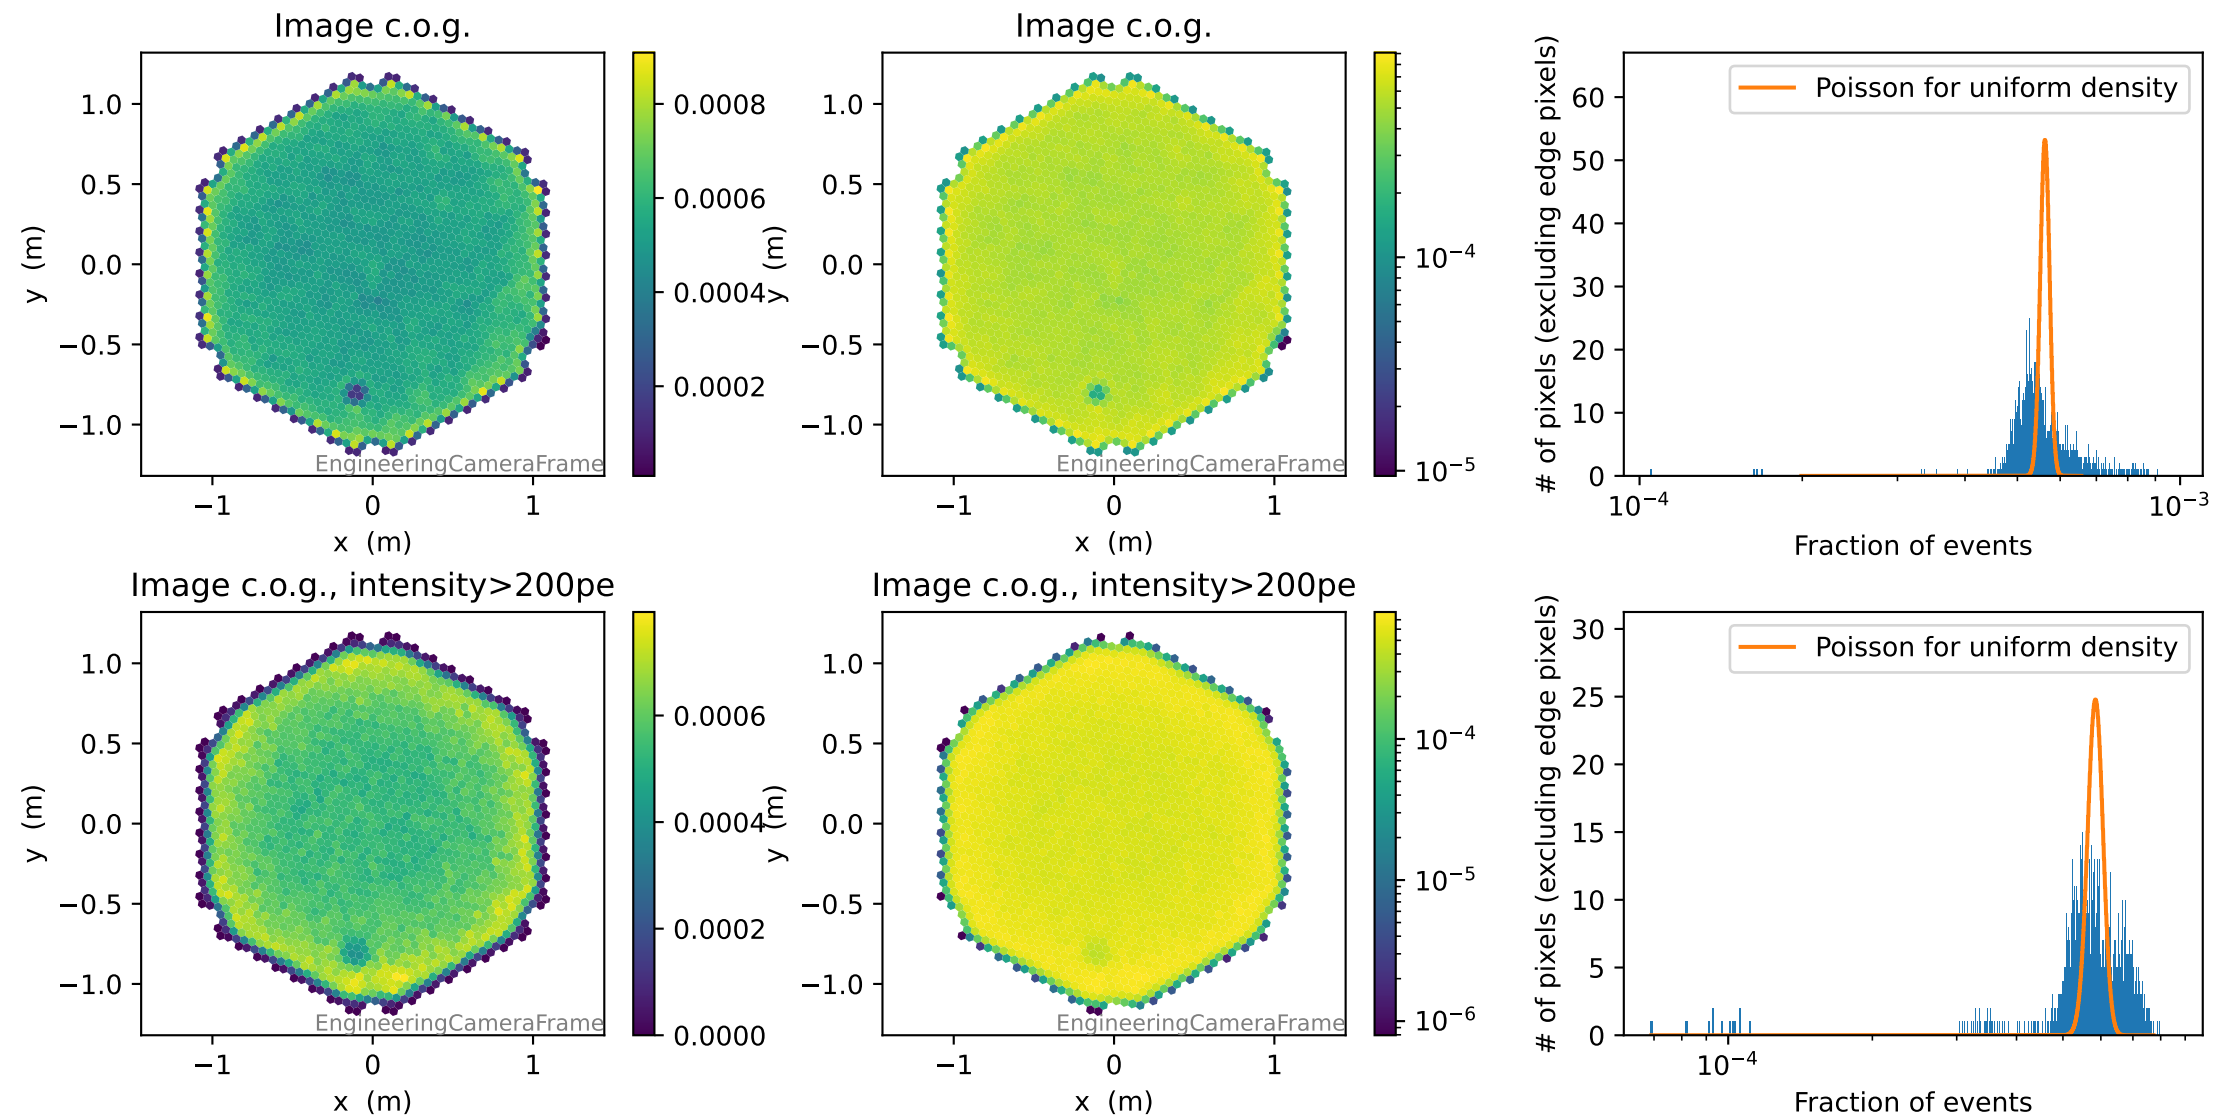 Image c.o.g.
1.0
0.5
0.0
−0.5
−1.0
y (m)
−1
0
1
x (m)
EngineeringCameraFrame
0.0008
0.0006
0.0004
0.0002
Image c.o.g.
1.0
0.5
0.0
−0.5
−1.0
y (m)
−1
0
1
x (m)
EngineeringCameraFrame
10⁻⁴
10⁻⁵
# of pixels (excluding edge pixels)
60
50
40
30
20
10
0
Poisson for uniform density
10⁻⁴
10⁻³
Fraction of events
Image c.o.g., intensity>200pe
1.0
0.5
0.0
−0.5
−1.0
y (m)
−1
0
1
x (m)
EngineeringCameraFrame
0.0006
0.0004
0.0002
0.0000
Image c.o.g., intensity>200pe
1.0
0.5
0.0
−0.5
−1.0
y (m)
−1
0
1
x (m)
EngineeringCameraFrame
10⁻⁴
10⁻⁵
10⁻⁶
# of pixels (excluding edge pixels)
30
25
20
15
10
5
0
Poisson for uniform density
10⁻⁴
Fraction of events